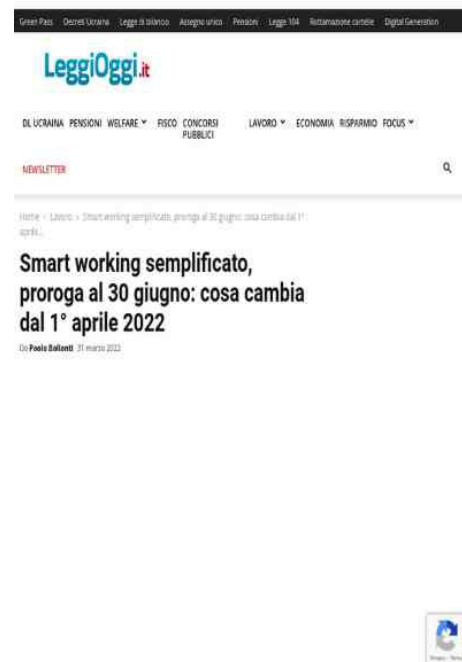 Green Pass Decreti Ucraina Legge di bilancio Assegno unico Pensioni Legge 104 Rottamazione cartelle Digital Generation
LeggiOggi.it
DL UCRAINA PENSIONI WELFARE FISCO CONCORSI PUBBLICI LAVORO ECONOMIA RISPARMIO FOCUS
NEWSLETTER
Home > Lavoro > Smart working semplificato, proroga al 30 giugno: cosa cambia dal 1°
aprile...
Smart working semplificato,
proroga al 30 giugno: cosa cambia
dal 1° aprile 2022
Da Paolo Ballanti 31 marzo 2022